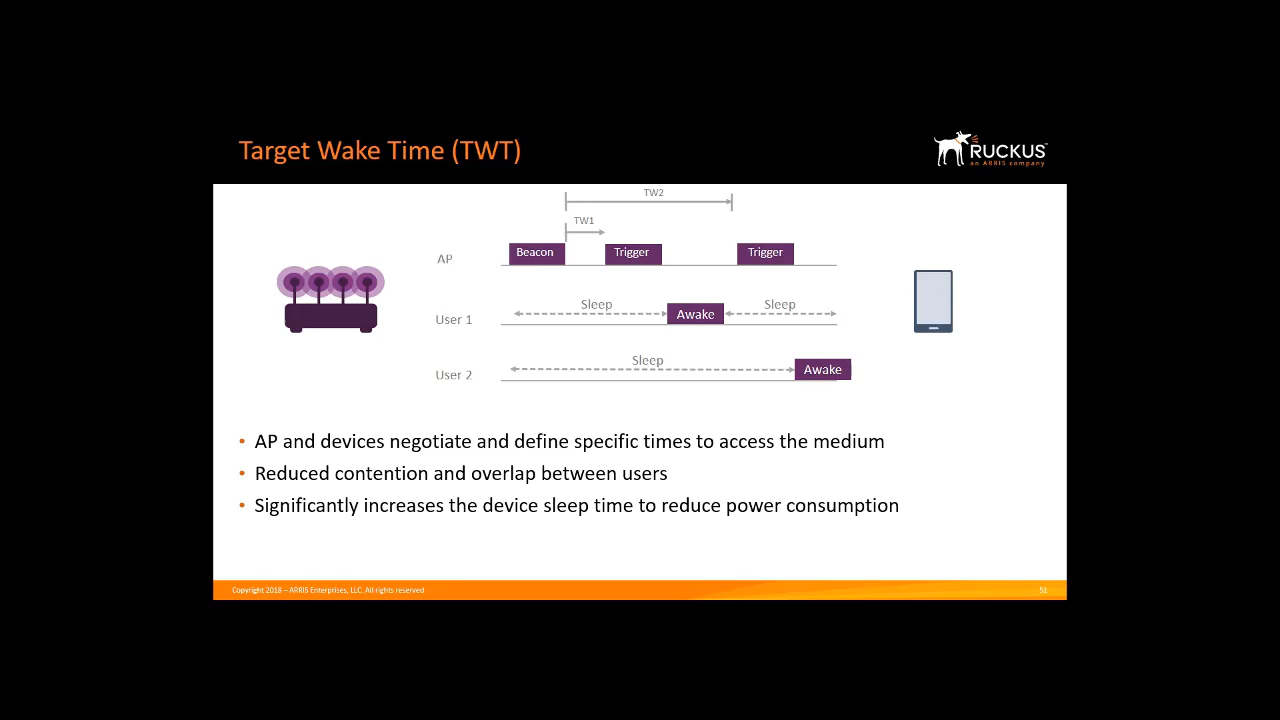 Target Wake Time (TWT)
RUCKUS
an ARRIS company
TW2
TW1
AP
Beacon
Trigger
Trigger
User 1
Sleep
Awake
Sleep
User 2
Sleep
Awake
• AP and devices negotiate and define specific times to access the medium
• Reduced contention and overlap between users
• Significantly increases the device sleep time to reduce power consumption
Copyright 2018 – ARRIS Enterprises, LLC. All rights reserved
51